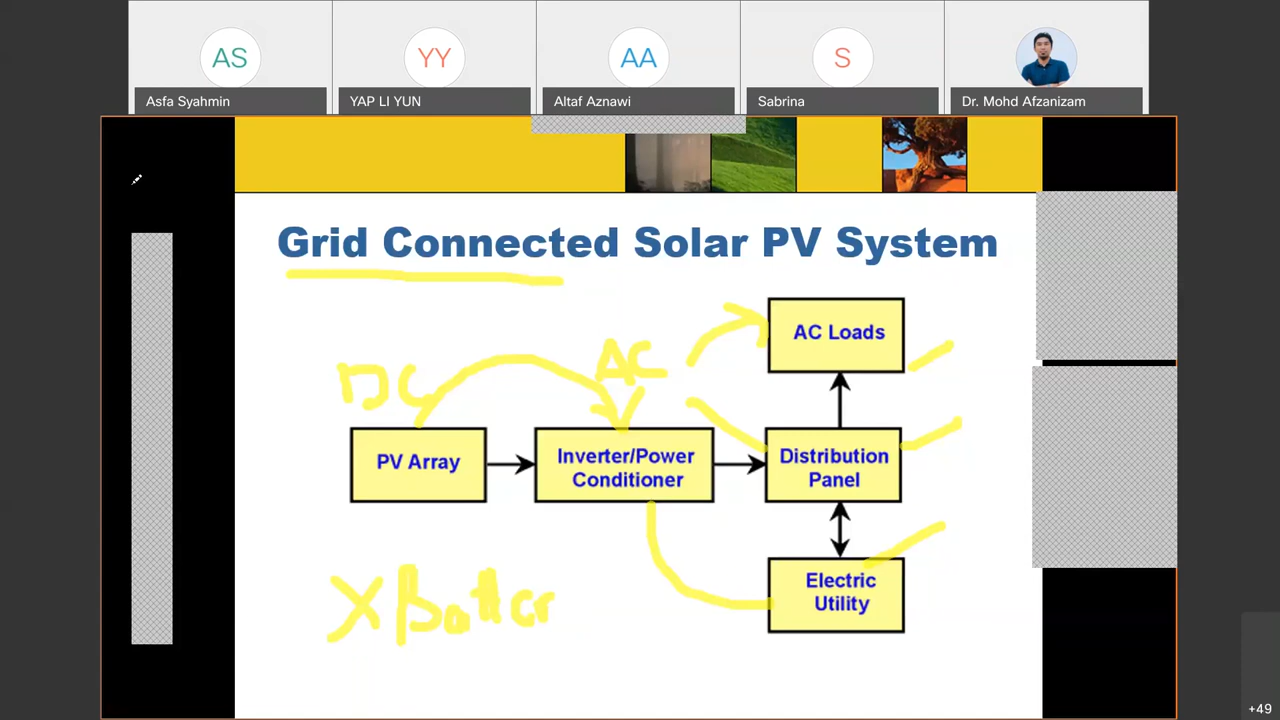 AS
YY
AA
S
Asfa Syahmin
YAP LI YUN
Altaf Aznawi
Sabrina
Dr. Mohd Afzanizam
Grid Connected Solar PV System
AC Loads
DC
AC
PV Array
Inverter/Power
Conditioner
Distribution
Panel
Electric
Utility
X Batter
+49